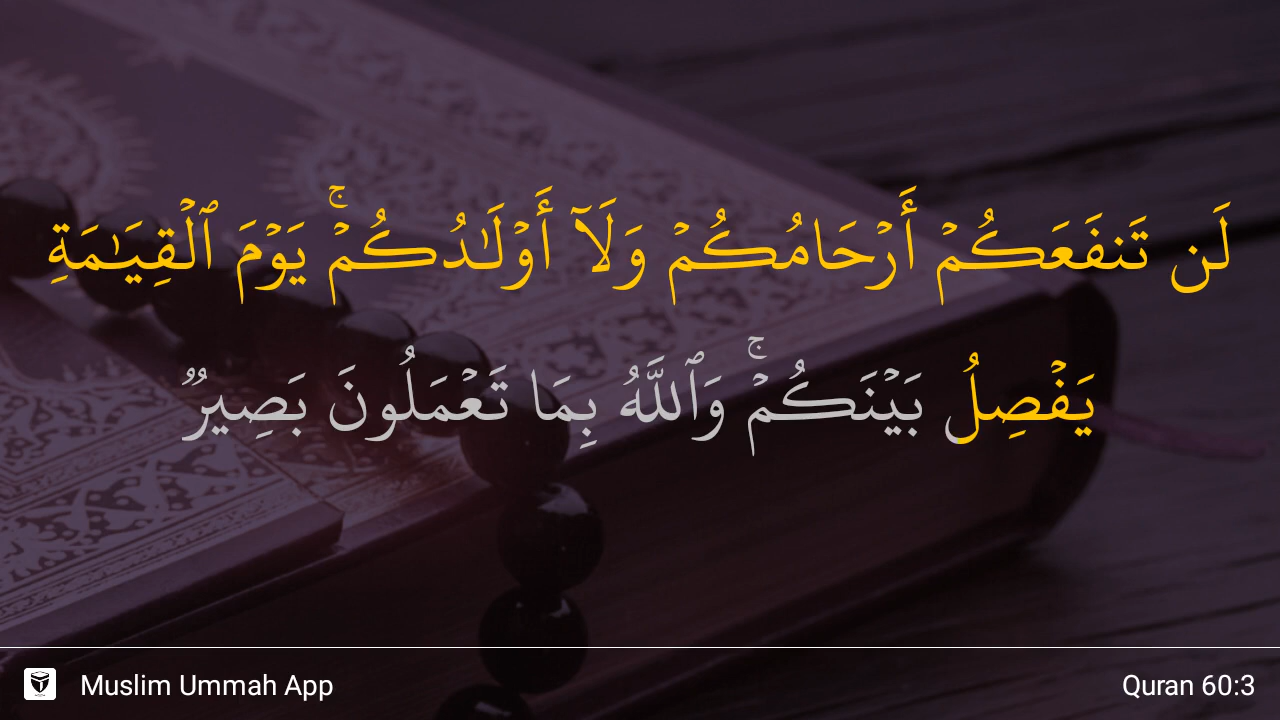 لَن تَنفَعَكُمْ أَرْحَامُكُمْ وَلَآ أَوْلَـٰدُكُمْ ۚ يَوْمَ ٱلْقِيَـٰمَةِ
يَفْصِلُ بَيْنَكُمْ ۚ وَٱللَّهُ بِمَا تَعْمَلُونَ بَصِيرٌ
Muslim Ummah App
Quran 60:3